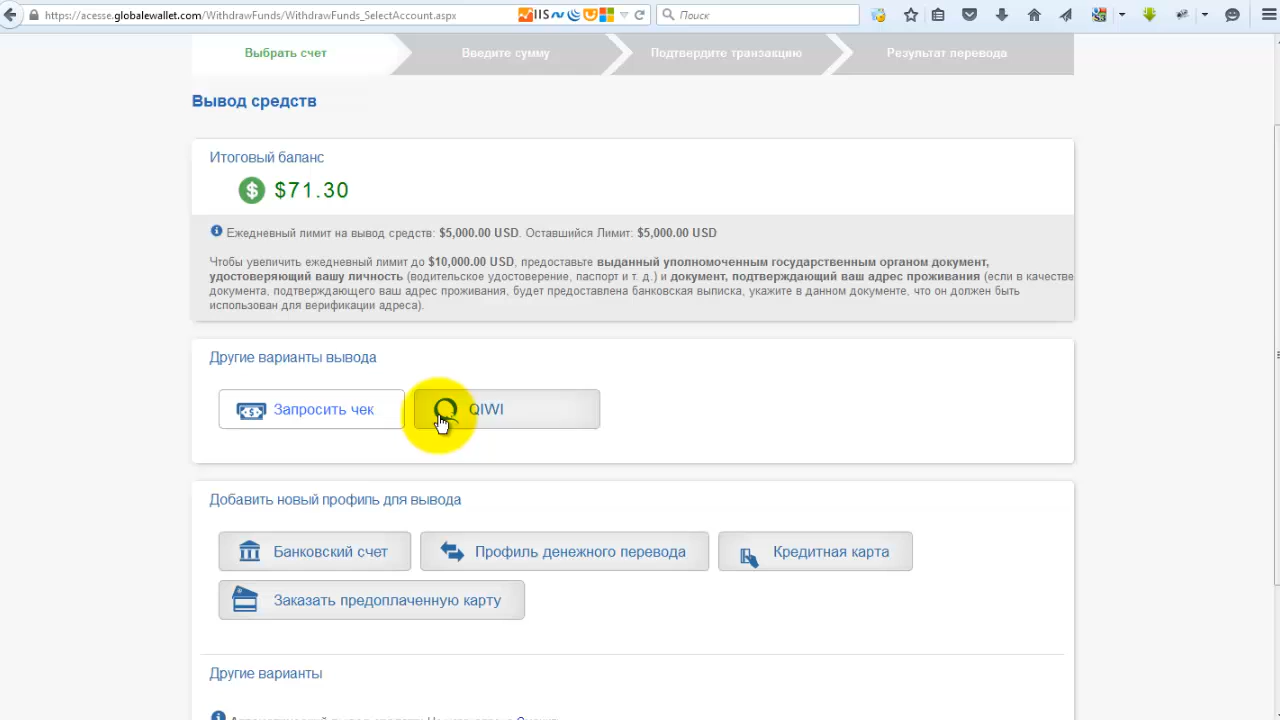 https://acesse.globalewallet.com/WithdrawFunds/WithdrawFunds_SelectAccount.aspx
IIS
Поиск
Выбрать счет
Введите сумму
Подтвердите транзакцию
Результат перевода
Вывод средств
Итоговый баланс
$71.30
Ежедневный лимит на вывод средств: $5,000.00 USD. Оставшийся Лимит: $5,000.00 USD
Чтобы увеличить ежедневный лимит до $10,000.00 USD, предоставьте выданный уполномоченным государственным органом документ,
удостоверяющий вашу личность (водительское удостоверение, паспорт и т. д.) и документ, подтверждающий ваш адрес проживания (если в качестве
документа, подтверждающего ваш адрес проживания, будет предоставлена банковская выписка, укажите в данном документе, что он должен быть
использован для верификации адреса).
Другие варианты вывода
Запросить чек
QIWI
Добавить новый профиль для вывода
Банковский счет
Профиль денежного перевода
Кредитная карта
Заказать предоплаченную карту
Другие варианты